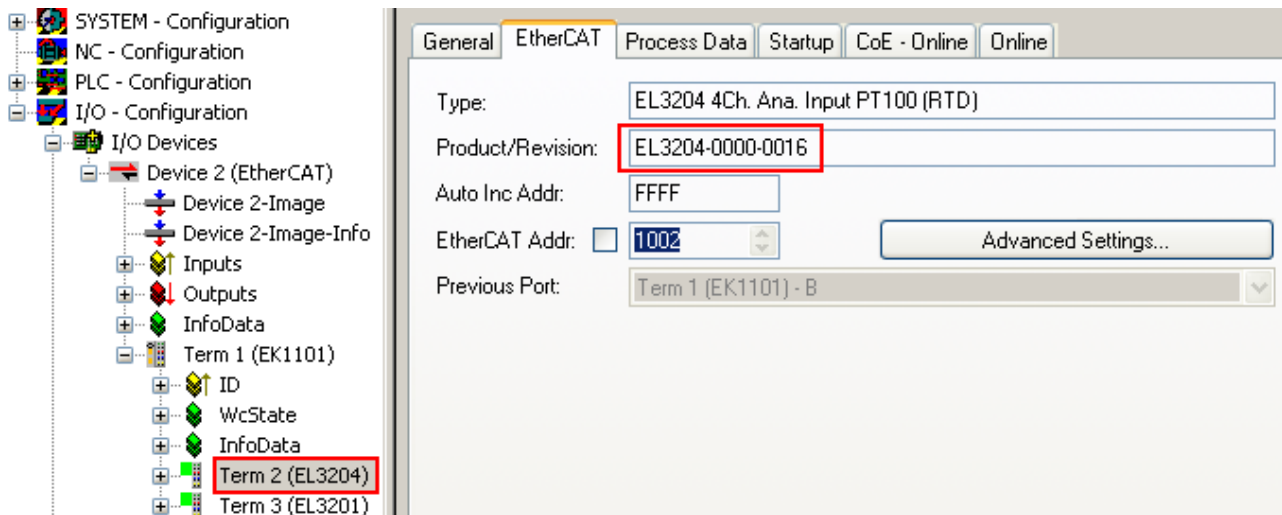 SYSTEM - Configuration
NC - Configuration
PLC - Configuration
I/O - Configuration
I/O Devices
Device 2 (EtherCAT)
Device 2-Image
Device 2-Image-Info
Inputs
Outputs
InfoData
Term 1 (EK1101)
ID
WcState
InfoData
Term 2 (EL3204)
Term 3 (EL3201)
General EtherCAT Process Data Startup CoE - Online Online
Type: EL3204 4Ch. Ana. Input PT100 (RTD)
Product/Revision: EL3204-0000-0016
Auto Inc Addr: FFFF
EtherCAT Addr: 1002 Advanced Settings...
Previous Port: Term 1 (EK1101) - B